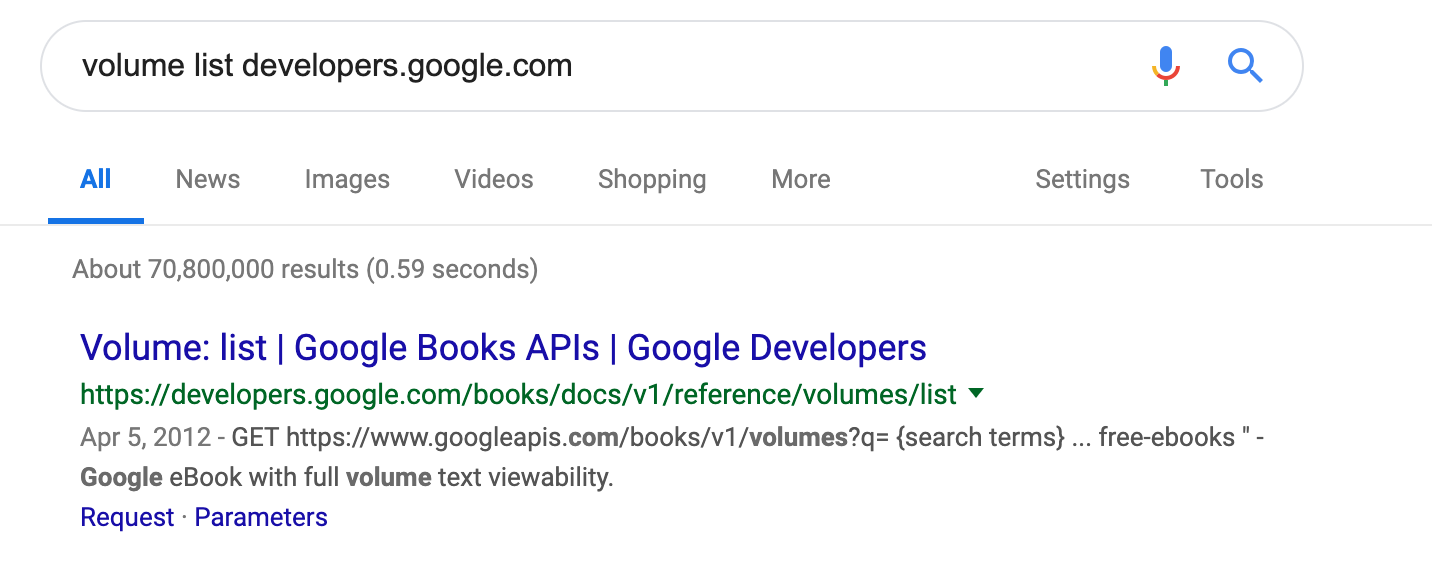 volume list developers.google.com
All News Images Videos Shopping More Settings Tools
About 70,800,000 results (0.59 seconds)
Volume: list | Google Books APIs | Google Developers
https://developers.google.com/books/docs/v1/reference/volumes/list
Apr 5, 2012 - GET https://www.googleapis.com/books/v1/volumes?q= {search terms} ... free-ebooks " -
Google eBook with full volume text viewability.
Request · Parameters